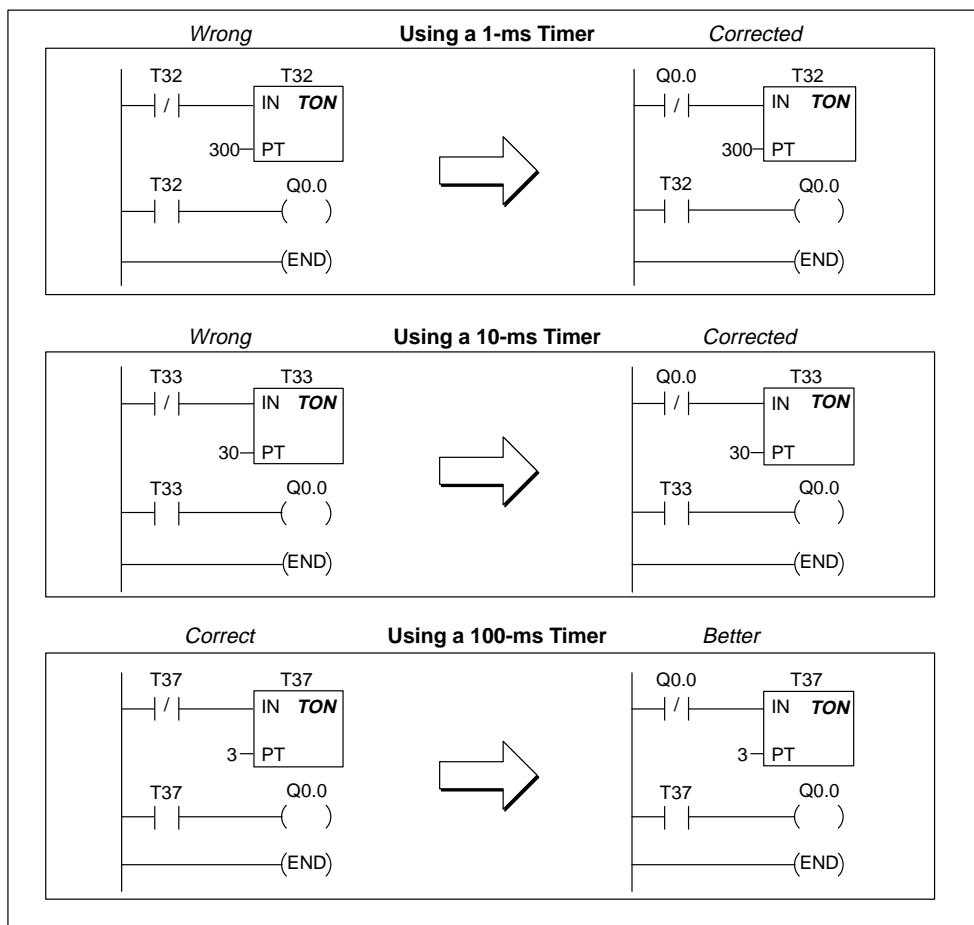 Wrong Using a 1-ms Timer Corrected
T32 T32 Q0.0 T32
/ IN TON / IN TON
300 PT 300 PT
T32 Q0.0 T32 Q0.0
( ) ( )
(END) (END)
Wrong Using a 10-ms Timer Corrected
T33 T33 Q0.0 T33
/ IN TON / IN TON
30 PT 30 PT
T33 Q0.0 T33 Q0.0
( ) ( )
(END) (END)
Correct Using a 100-ms Timer Better
T37 T37 Q0.0 T37
/ IN TON / IN TON
3 PT 3 PT
T37 Q0.0 T37 Q0.0
( ) ( )
(END) (END)